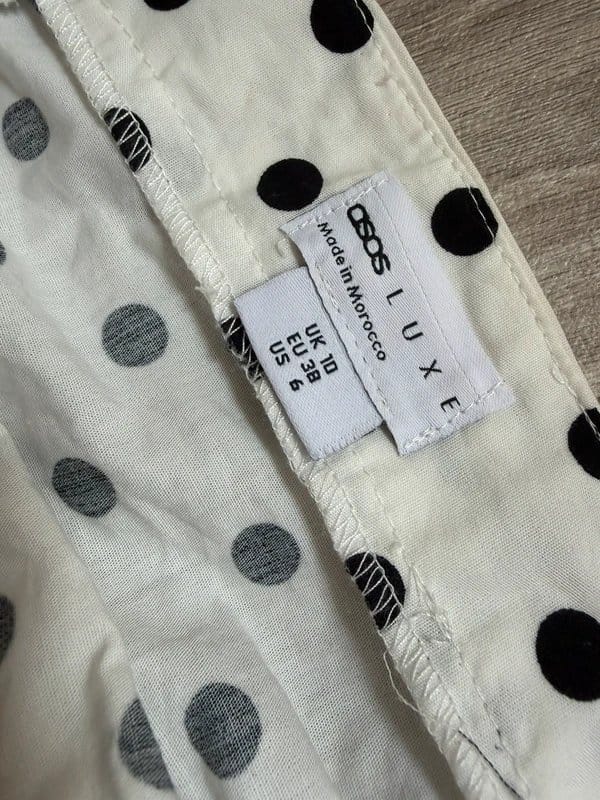 asos LUXE
Made in Morocco
UK 10
EU 38
US 6